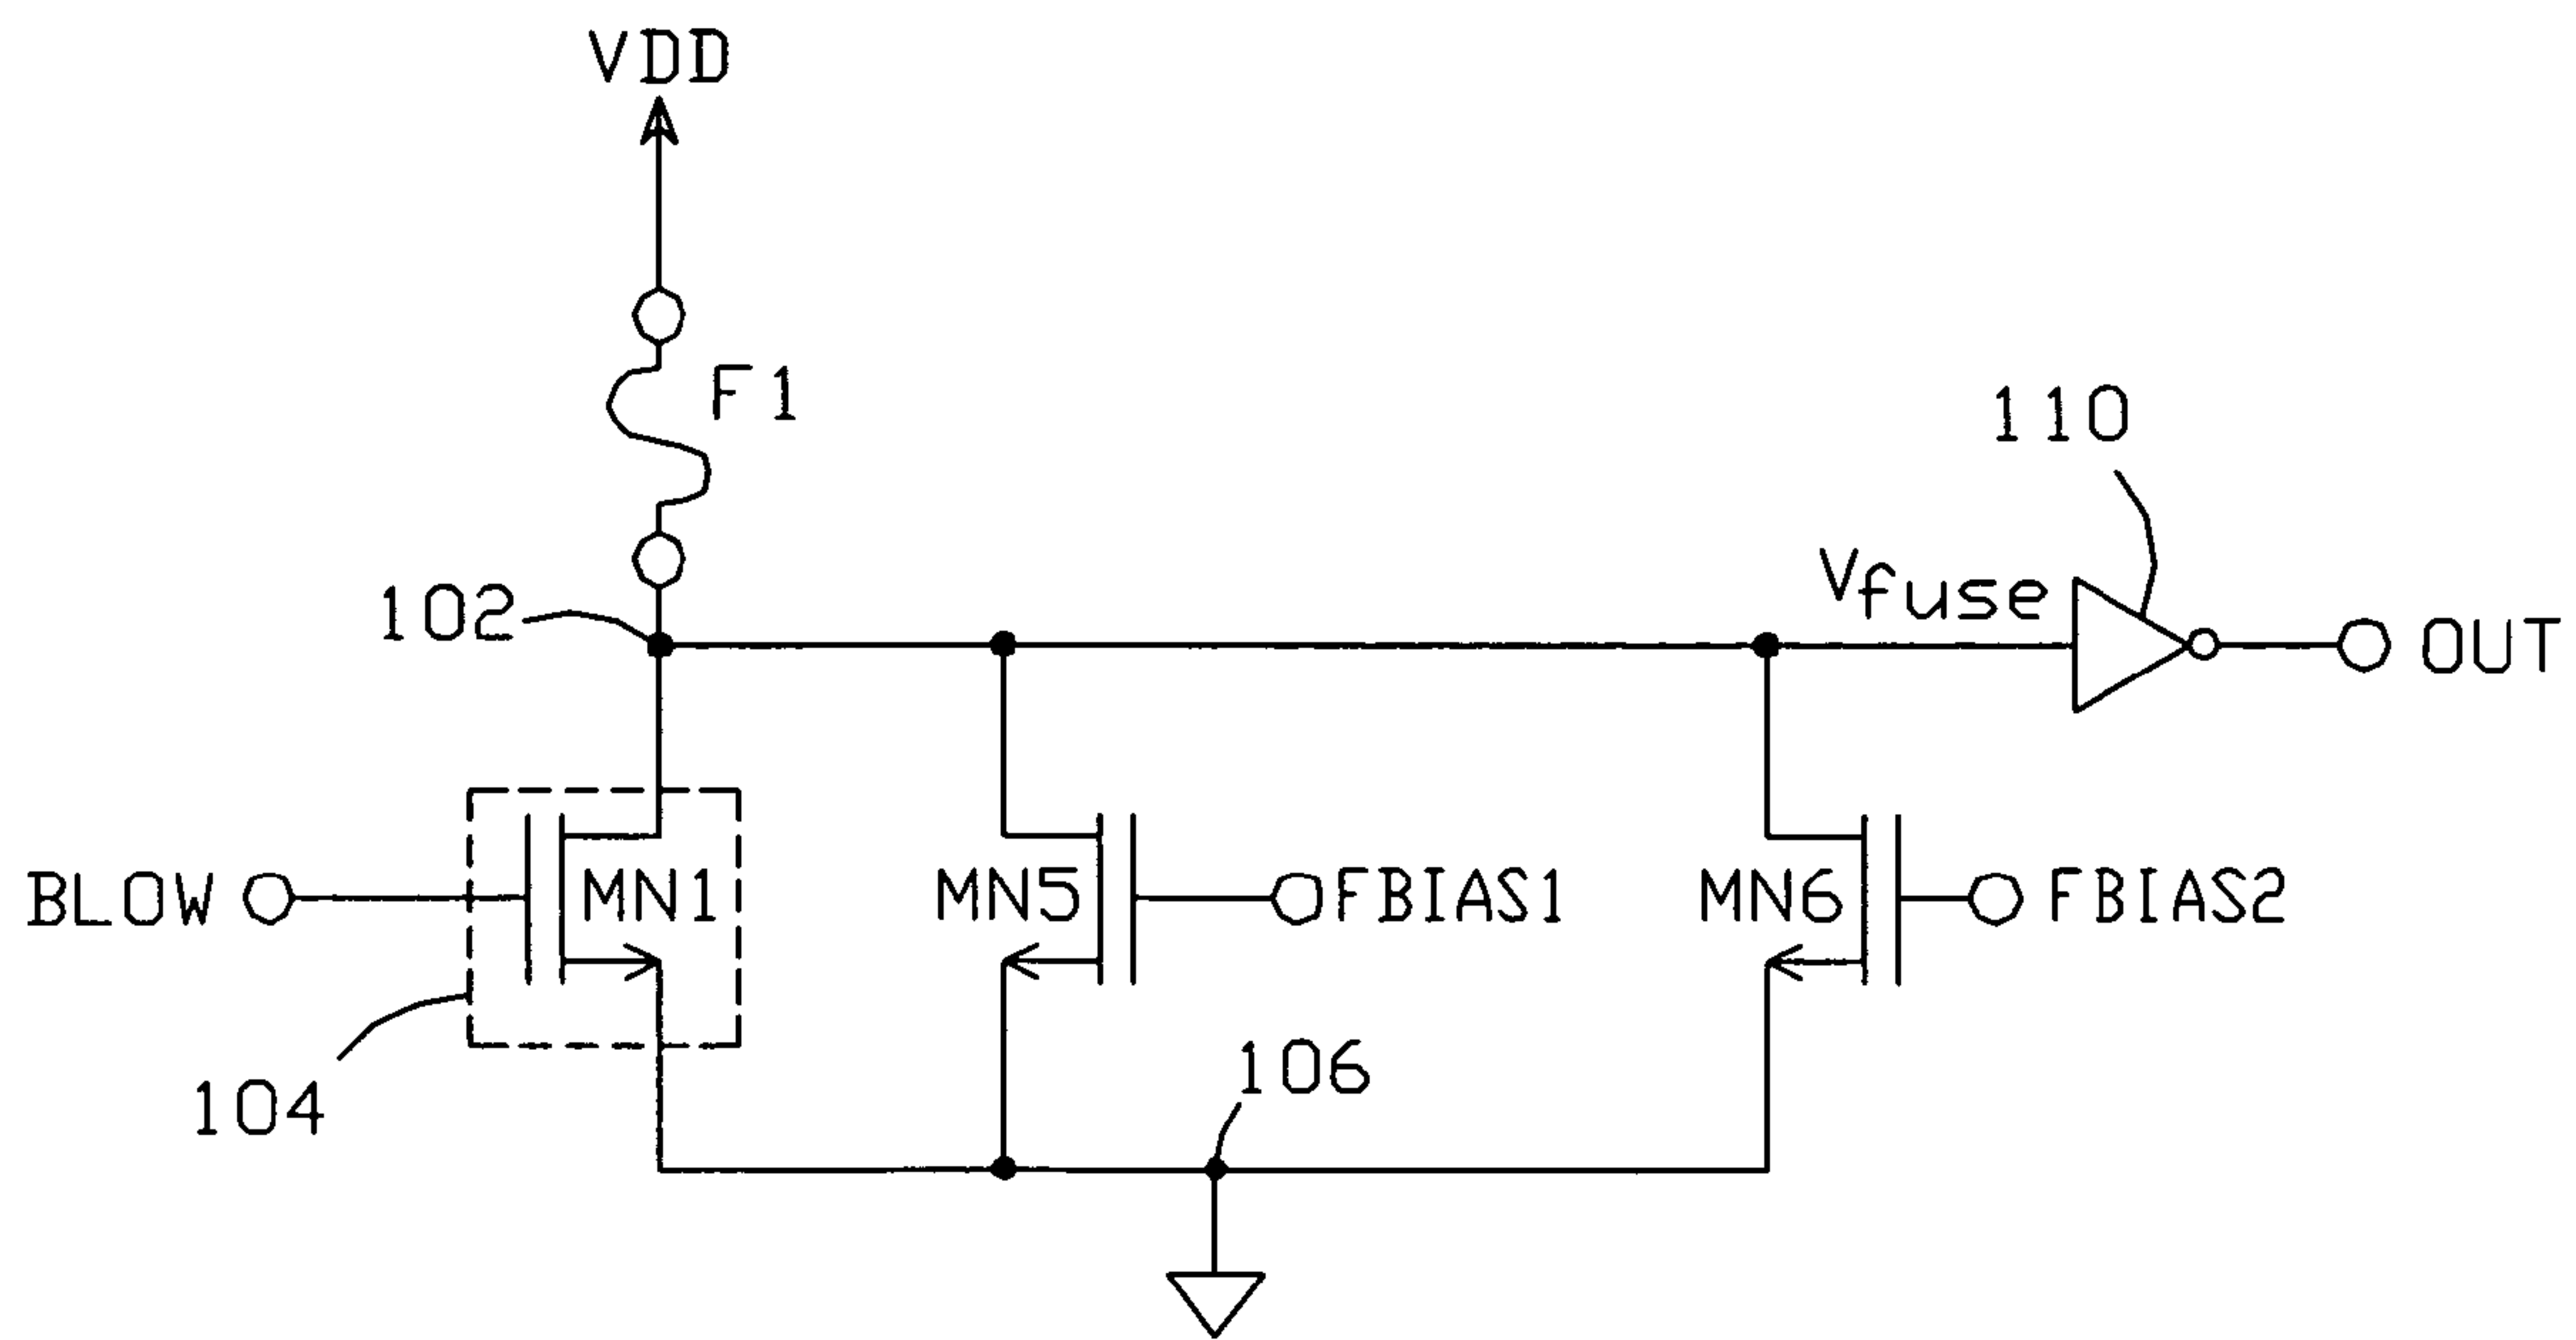 VDD
F1
110
102
Vfuse
OUT
BLOW
MN1
MN5
FBIAS1
MN6
FBIAS2
106
104